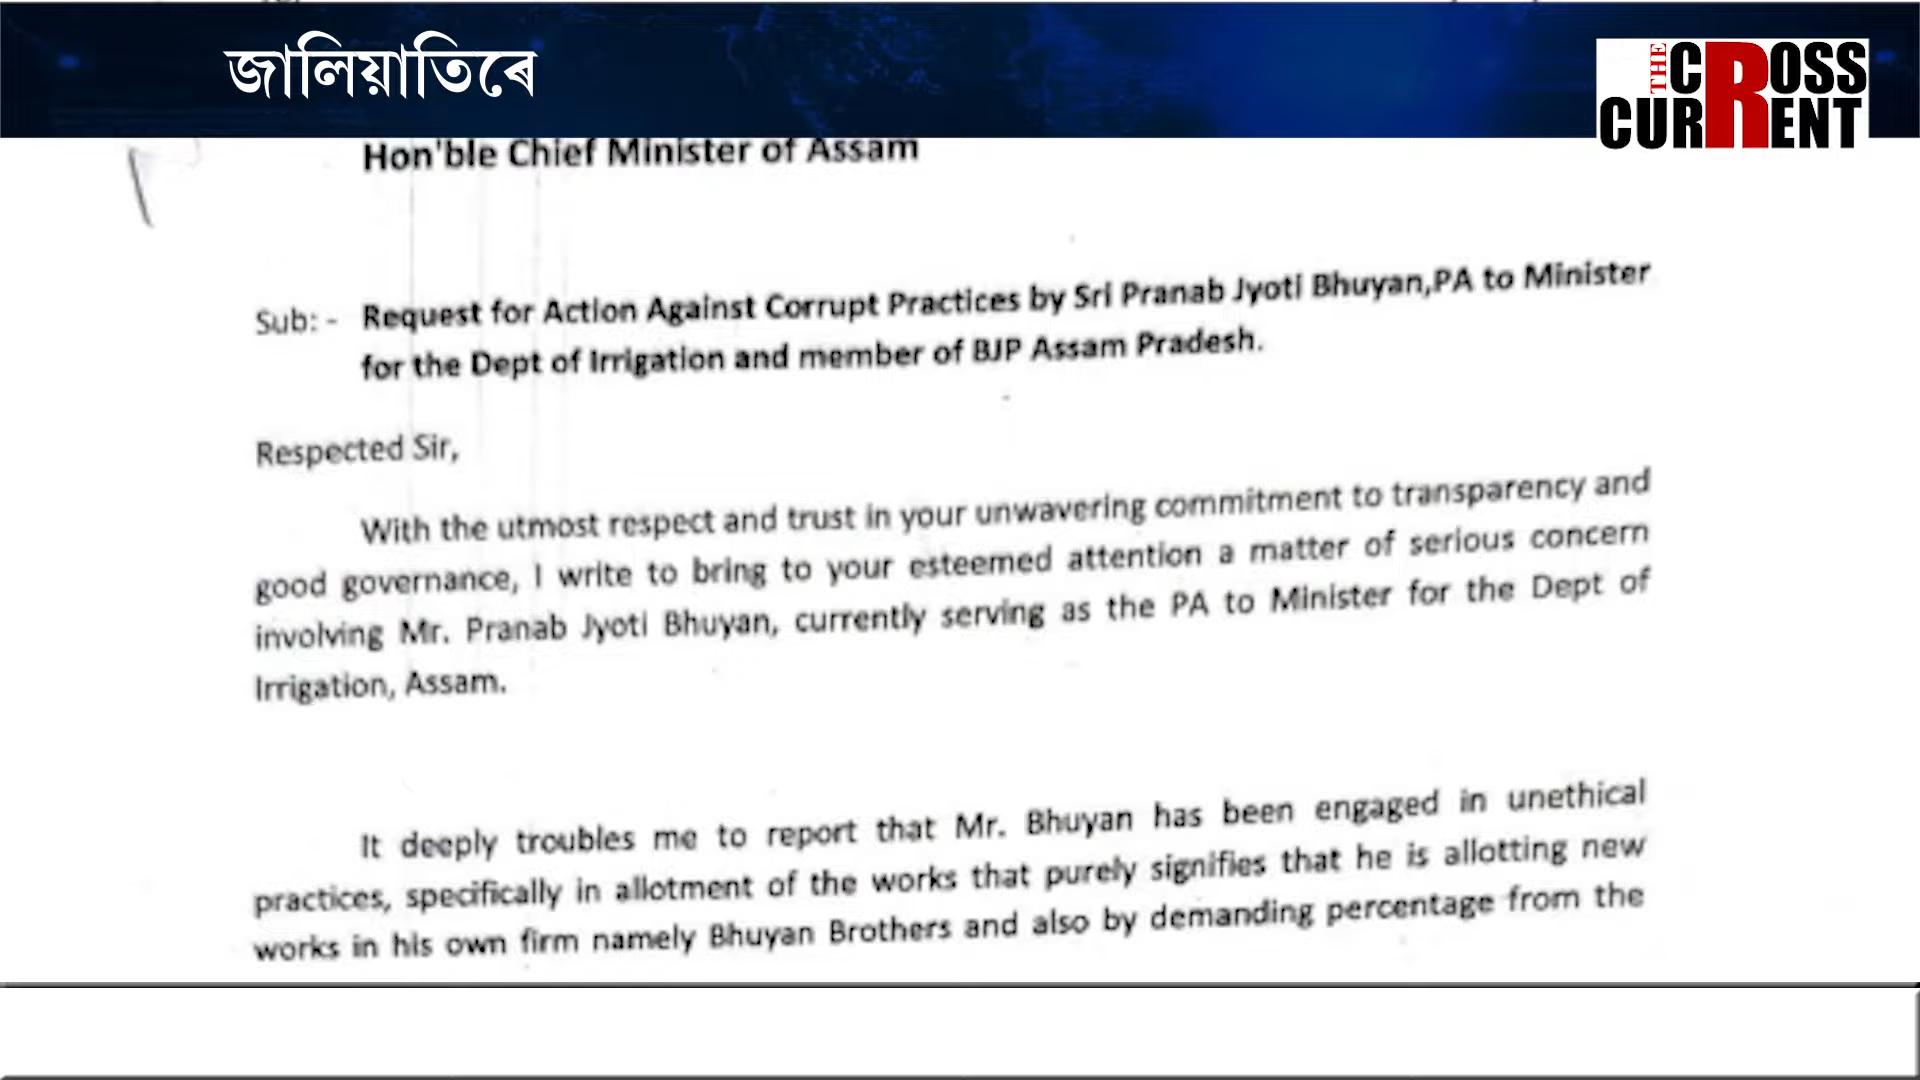 জালিয়াতিৰে
THE CROSS
CURRENT
Hon'ble Chief Minister of Assam
Sub: - Request for Action Against Corrupt Practices by Sri Pranab Jyoti Bhuyan,PA to Minister
for the Dept of Irrigation and member of BJP Assam Pradesh.
Respected Sir,
With the utmost respect and trust in your unwavering commitment to transparency and
good governance, I write to bring to your esteemed attention a matter of serious concern
involving Mr. Pranab Jyoti Bhuyan, currently serving as the PA to Minister for the Dept of
Irrigation, Assam.
It deeply troubles me to report that Mr. Bhuyan has been engaged in unethical
practices, specifically in allotment of the works that purely signifies that he is allotting new
works in his own firm namely Bhuyan Brothers and also by demanding percentage from the